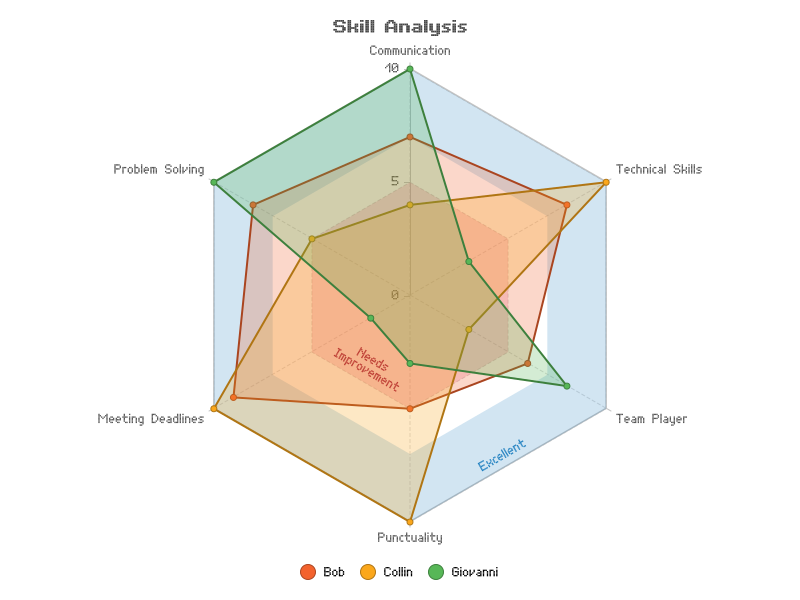 Skill Analysis
Communication
10
Problem Solving
Technical Skills
5
0
Needs
Improvement
Meeting Deadlines
Team Player
Excellent
Punctuality
Bob
Collin
Giovanni